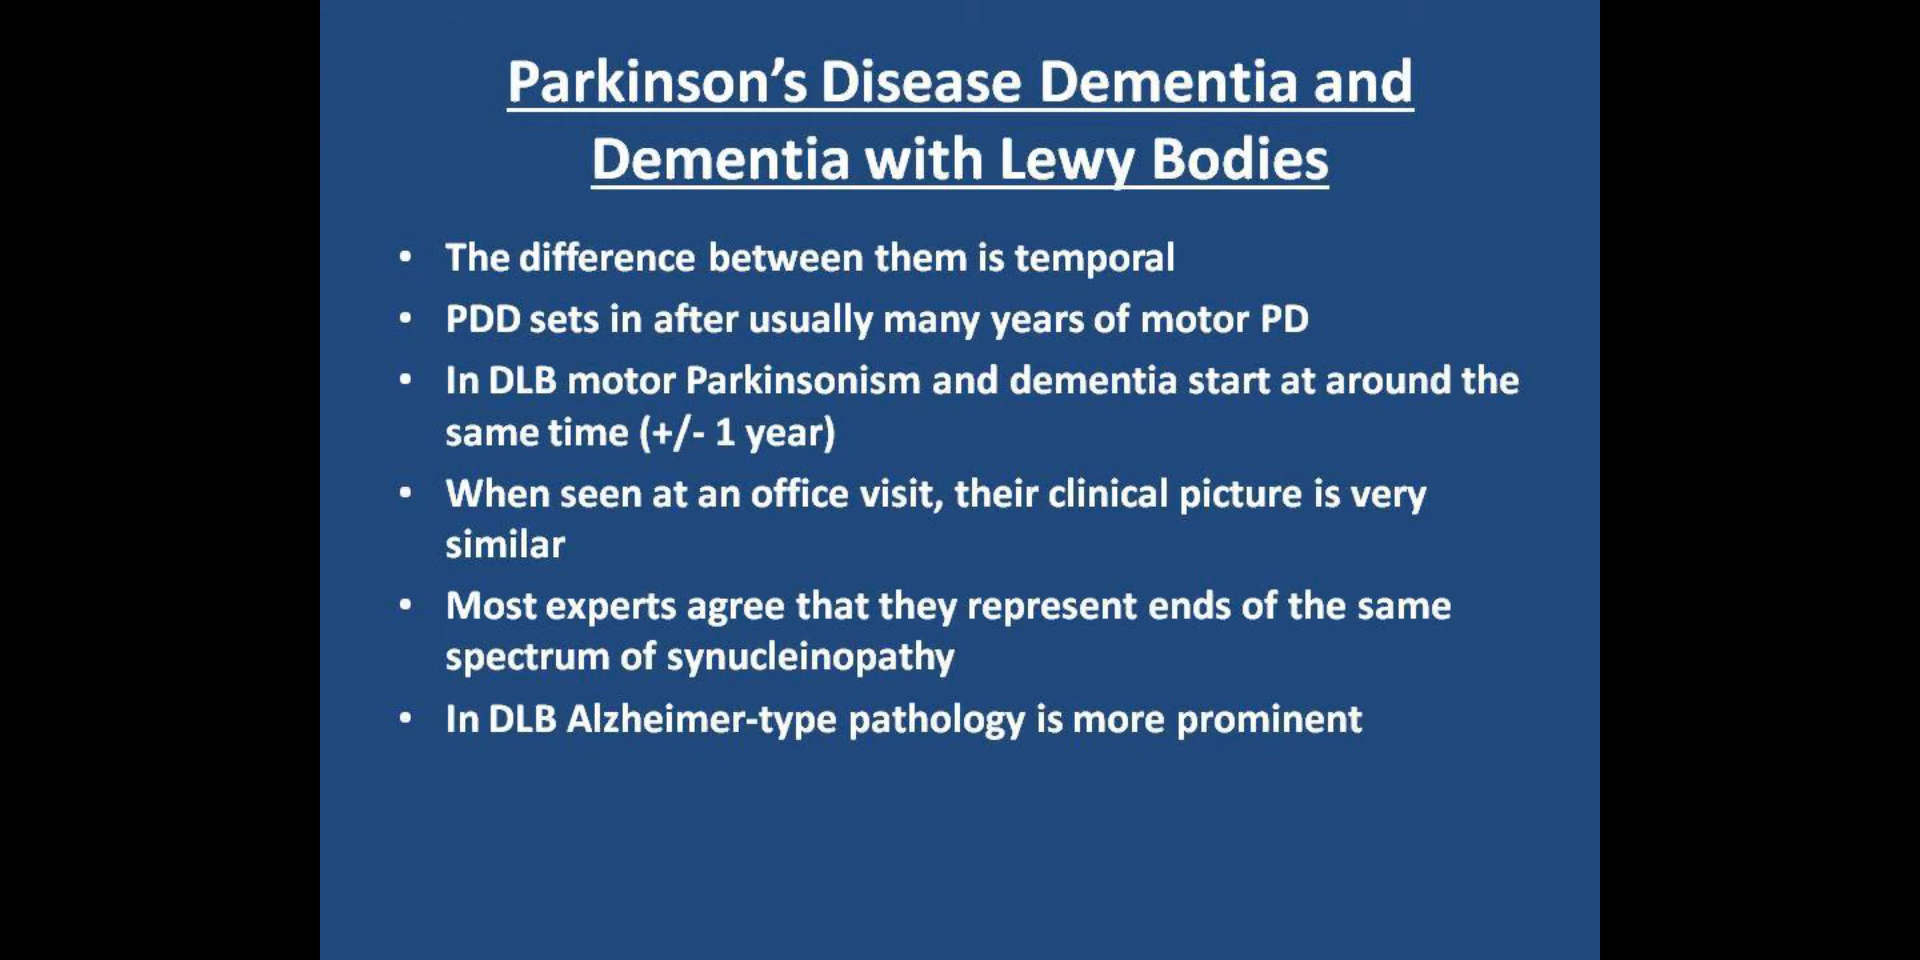 Parkinson’s Disease Dementia and
Dementia with Lewy Bodies
• The difference between them is temporal
• PDD sets in after usually many years of motor PD
• In DLB motor Parkinsonism and dementia start at around the
same time (+/- 1 year)
• When seen at an office visit, their clinical picture is very
similar
• Most experts agree that they represent ends of the same
spectrum of synucleinopathy
• In DLB Alzheimer-type pathology is more prominent